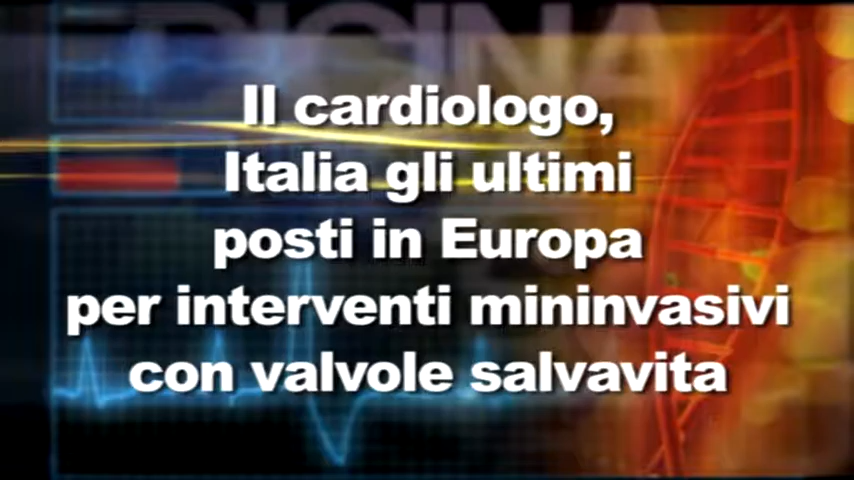 Il cardiologo,
Italia gli ultimi
posti in Europa
per interventi mininvasivi
con valvole salvavita